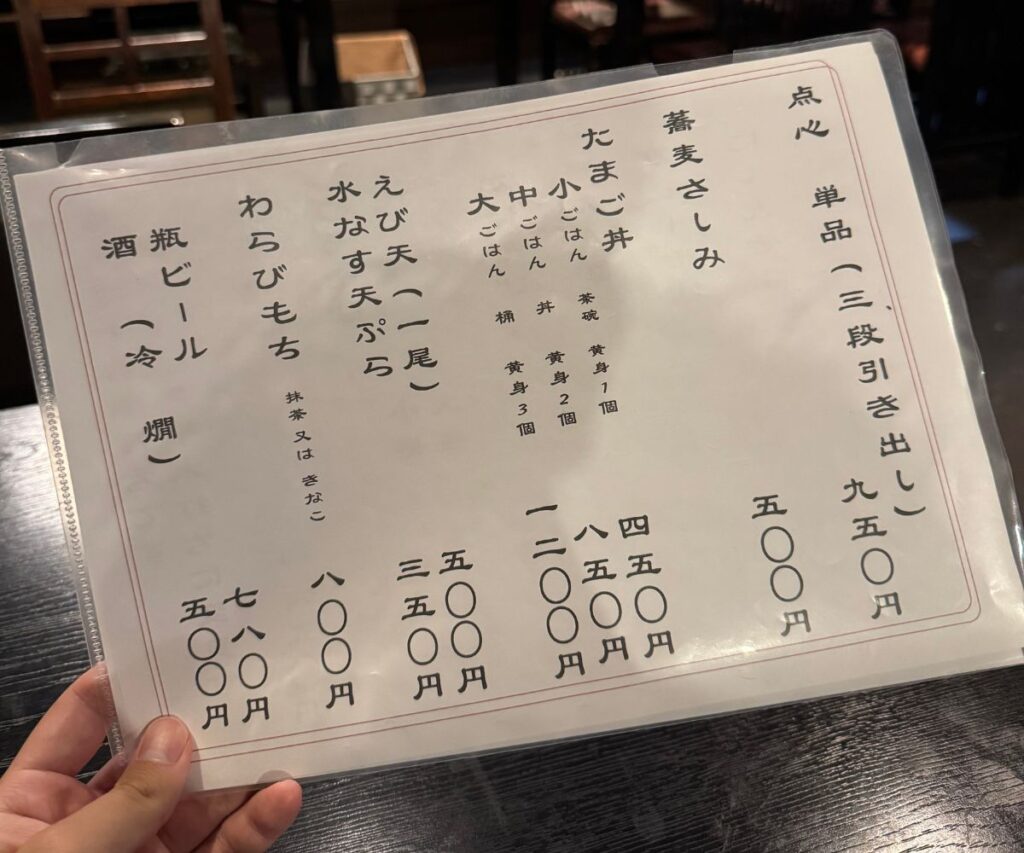 点心 単品(三段引き出し) 九五〇円
蕎麦さしみ 五〇〇円
たまご丼
小ごはん 茶碗 黄身1個 四五〇円
中ごはん 丼 黄身2個 八五〇円
大ごはん 桶 黄身3個 一二〇〇円
えび天(一尾) 五〇〇円
水なす天ぷら 三五〇円
わらびもち 抹茶又はきなこ 八〇〇円
瓶ビール 七八〇円
酒(冷 燗) 五〇〇円